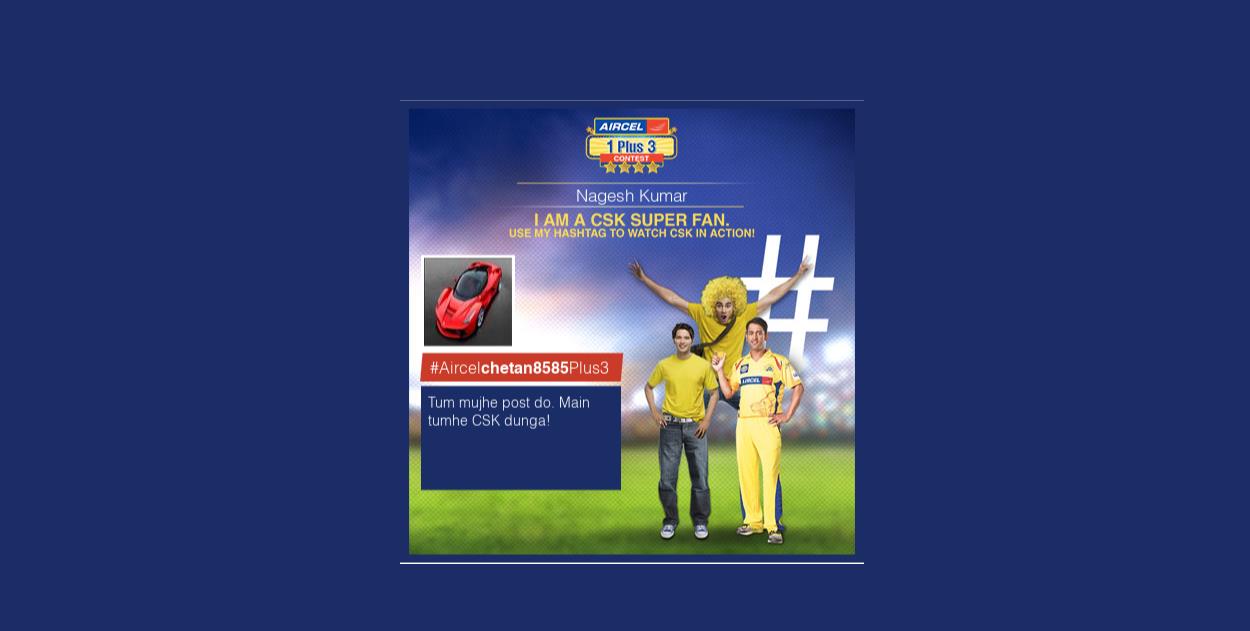 AIRCEL
1 Plus 3
CONTEST
Nagesh Kumar
I AM A CSK SUPER FAN.
USE MY HASHTAG TO WATCH CSK IN ACTION!
#
#Aircelchetan8585Plus3
Tum mujhe post do. Main
tumhe CSK dunga!
AIRCEL